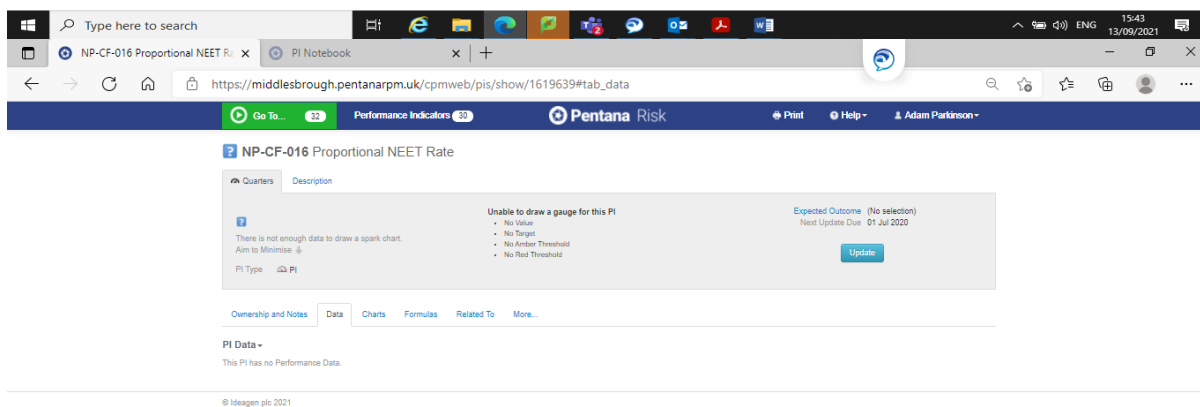 Type here to search
ENG
15:43
13/09/2021
NP-CF-016 Proportional NEET Ra
PI Notebook
https://middlesbrough.pentanarpm.uk/cpmweb/pis/show/1619639#tab_data
Go To... 32 Performance Indicators 30 Pentana Risk Print Help Adam Parkinson
NP-CF-016 Proportional NEET Rate
Quarters Description
There is not enough data to draw a spark chart.
Aim to Minimise
PI Type PI
Unable to draw a gauge for this PI
• No Value
• No Target
• No Amber Threshold
• No Red Threshold
Expected Outcome (No selection)
Next Update Due 01 Jul 2020
Update
Ownership and Notes Data Charts Formulas Related To More...
PI Data
This PI has no Performance Data.
© Ideagen plc 2021